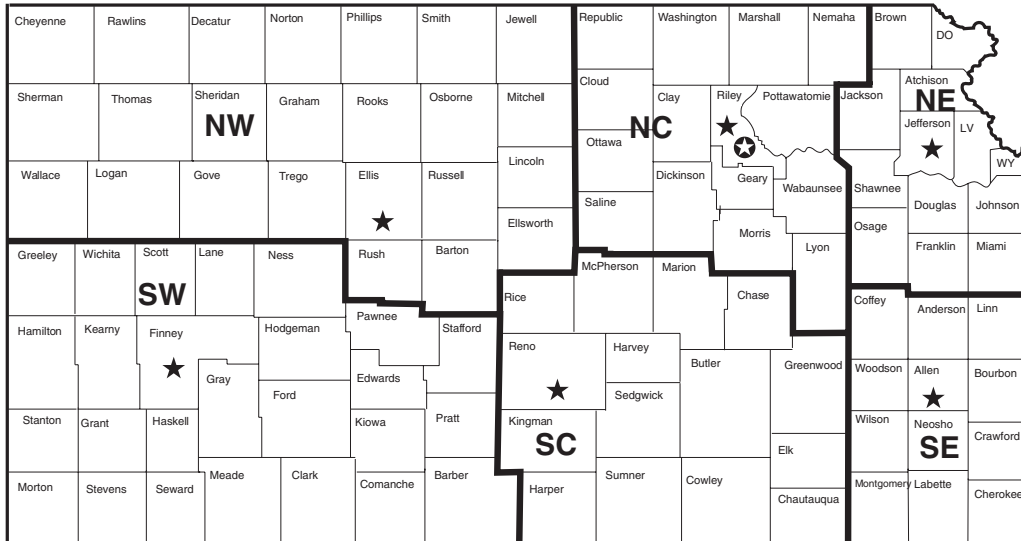 Cheyenne Rawlins Decatur Norton Phillips Smith Jewell Republic Washington Marshall Nemaha Brown
DO
Sherman Thomas Sheridan Graham Rooks Osborne Mitchell Cloud Clay Riley Pottawatomie Jackson Atchison
NW
NC
NE
Jefferson LV
Ottawa
Lincoln
WY
Wallace Logan Gove Trego Ellis Russell Dickinson Geary Wabaunsee Shawnee
Ellsworth Saline Douglas Johnson
Morris Osage
Greeley Wichita Scott Lane Ness Rush Barton Lyon Franklin Miami
McPherson Marion
SW
Rice Chase Coffey Anderson Linn
Hamilton Kearny Finney Hodgeman Pawnee Stafford
Reno Harvey Butler Greenwood Woodson Allen Bourbon
Gray Edwards
Ford Sedgwick
Stanton Grant Haskell Kiowa Pratt Kingman Wilson Neosho
Crawford
SC
SE
Elk
Morton Stevens Seward Meade Clark Comanche Barber Harper Sumner Cowley Montgomery Labette
Chautauqua Cherokee